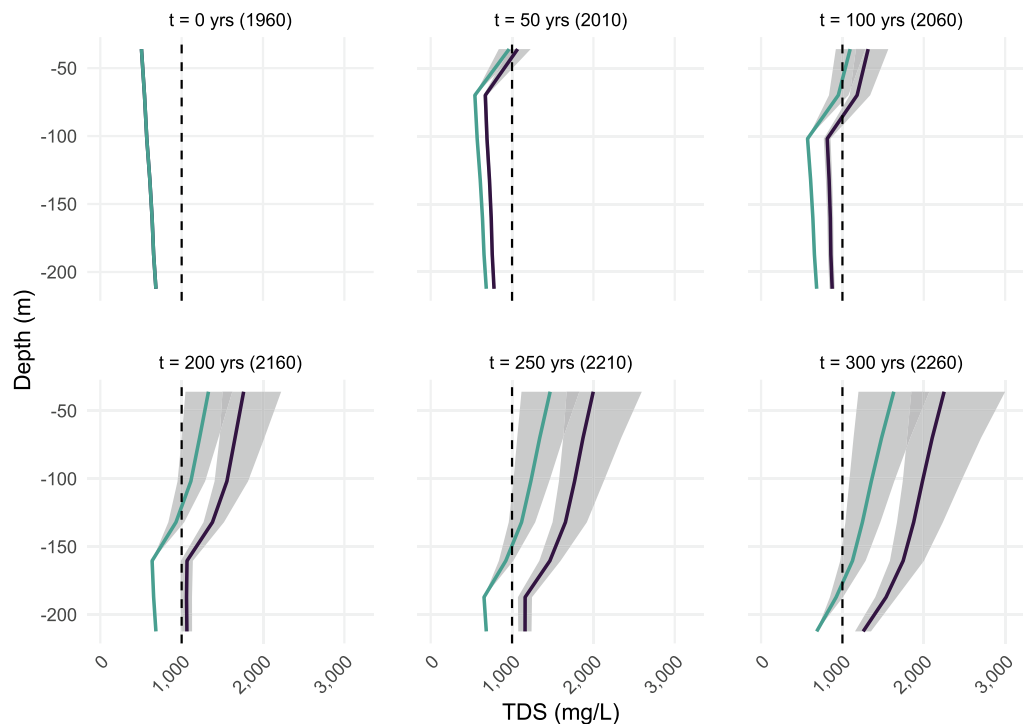 t = 0 yrs (1960)
t = 50 yrs (2010)
t = 100 yrs (2060)
-50
-100
-150
-200
t = 200 yrs (2160)
t = 250 yrs (2210)
t = 300 yrs (2260)
Depth (m)
-50
-100
-150
-200
0
1,000
2,000
3,000
0
1,000
2,000
3,000
0
1,000
2,000
3,000
TDS (mg/L)